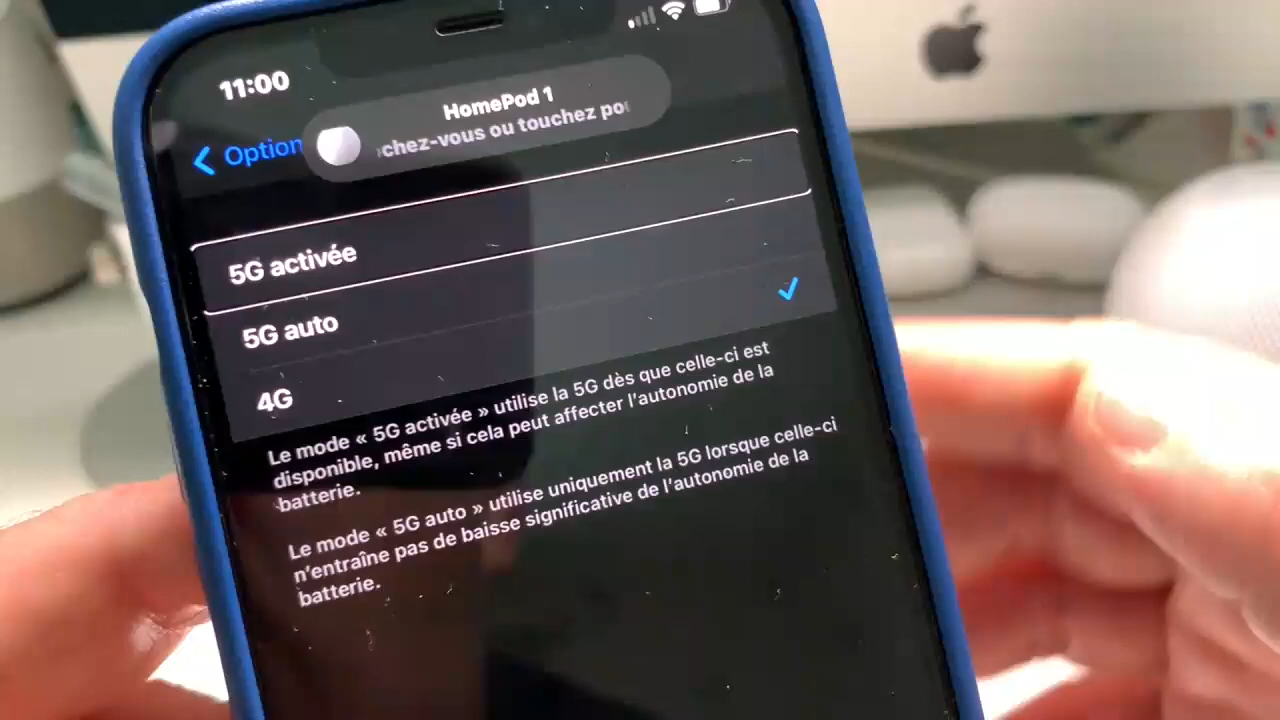 11:00
HomePod 1
chez-vous ou touchez
Option
5G activée
5G auto
4G
Le mode « 5G activée » utilise la 5G dès que celle-ci est
disponible, même si cela peut affecter l'autonomie de la
batterie.
Le mode « 5G auto » utilise uniquement la 5G lorsque celle-ci
n'entraîne pas de baisse significative de l'autonomie de la
batterie.